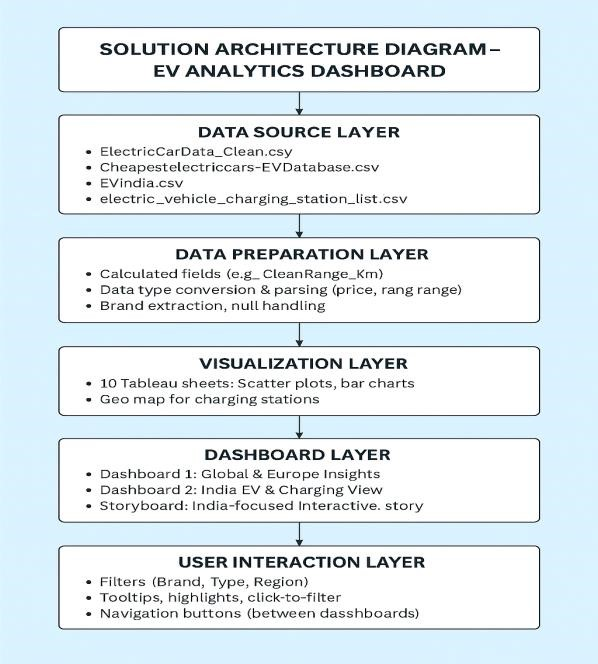 SOLUTION ARCHITECTURE DIAGRAM –
EV ANALYTICS DASHBOARD
DATA SOURCE LAYER
• ElectricCarData_Clean.csy
• Cheapestelectriccars-EVDatabase.csv
• EVindia.csv
• electric_vehicle_charging_station_list.csv
DATA PREPARATION LAYER
• Calculated fields (e.g_ CleanRange_Km)
• Data type conversion & parsing (price, rang range)
• Brand extraction, null handling
VISUALIZATION LAYER
• 10 Tableau sheets: Scatter plots, bar charts
• Geo map for charging stations
DASHBOARD LAYER
• Dashboard 1: Global & Europe Insights
• Dashboard 2: India EV & Charging View
• Storyboard: India-focused Interactive. story
USER INTERACTION LAYER
• Filters (Brand, Type, Region)
• Tooltips, highlights, click-to-filter
• Navigation buttons (between dasshboards)